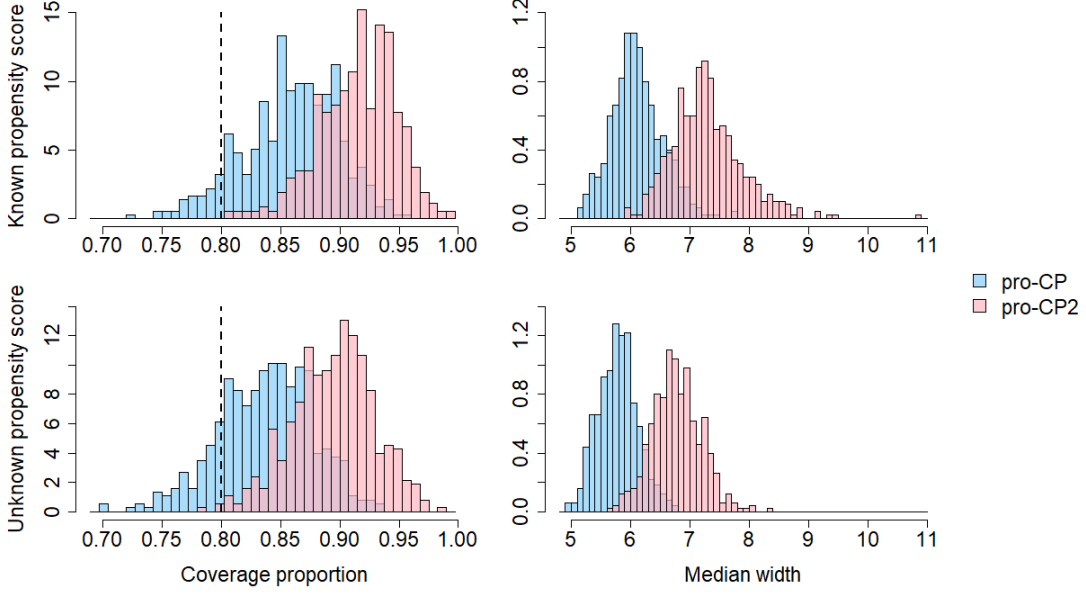 Known propensity score
15
10
5
0
0.70 0.75 0.80 0.85 0.90 0.95 1.00
1.2
0.8
0.4
0.0
5 6 7 8 9 10 11
Unknown propensity score
12
8
6
4
2
0
0.70 0.75 0.80 0.85 0.90 0.95 1.00
Coverage proportion
1.2
0.8
0.4
0.0
5 6 7 8 9 10 11
Median width
pro-CP
pro-CP2